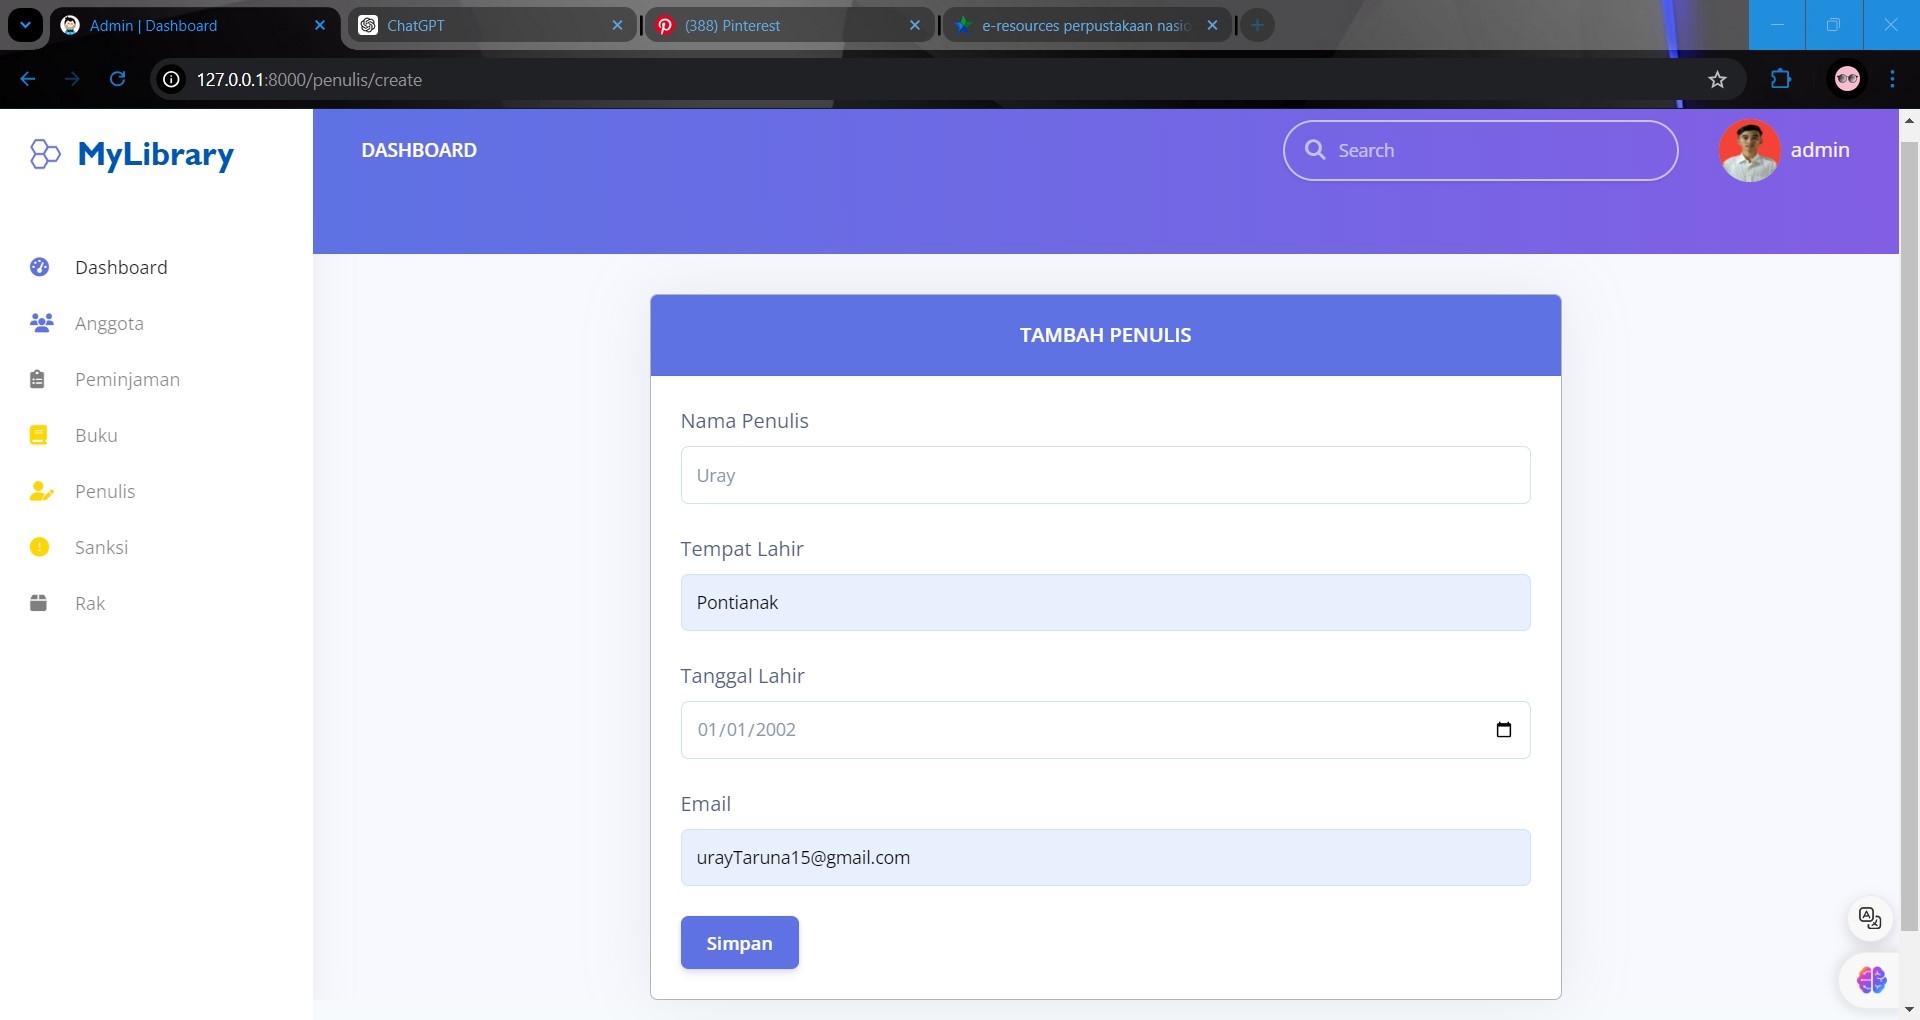 Admin | Dashboard
ChatGPT
(388) Pinterest
e-resources perpustakaan nasio
127.0.0.1:8000/penulis/create
MyLibrary
DASHBOARD
Search
admin
Dashboard
Anggota
Peminjaman
Buku
Penulis
Sanksi
Rak
TAMBAH PENULIS
Nama Penulis
Uray
Tempat Lahir
Pontianak
Tanggal Lahir
01/01/2002
Email
urayTaruna15@gmail.com
Simpan